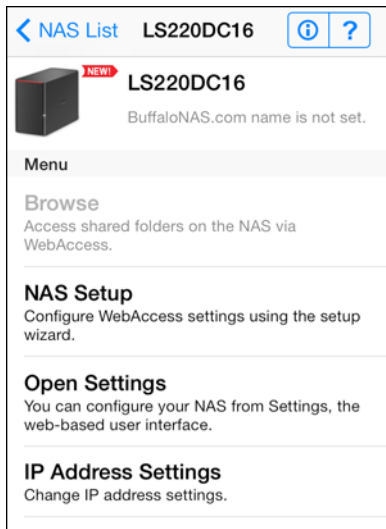 NAS List LS220DC16 ?
NEW!
LS220DC16
BuffaloNAS.com name is not set.
Menu
Browse
Access shared folders on the NAS via
WebAccess.
NAS Setup
Configure WebAccess settings using the setup
wizard.
Open Settings
You can configure your NAS from Settings, the
web-based user interface.
IP Address Settings
Change IP address settings.